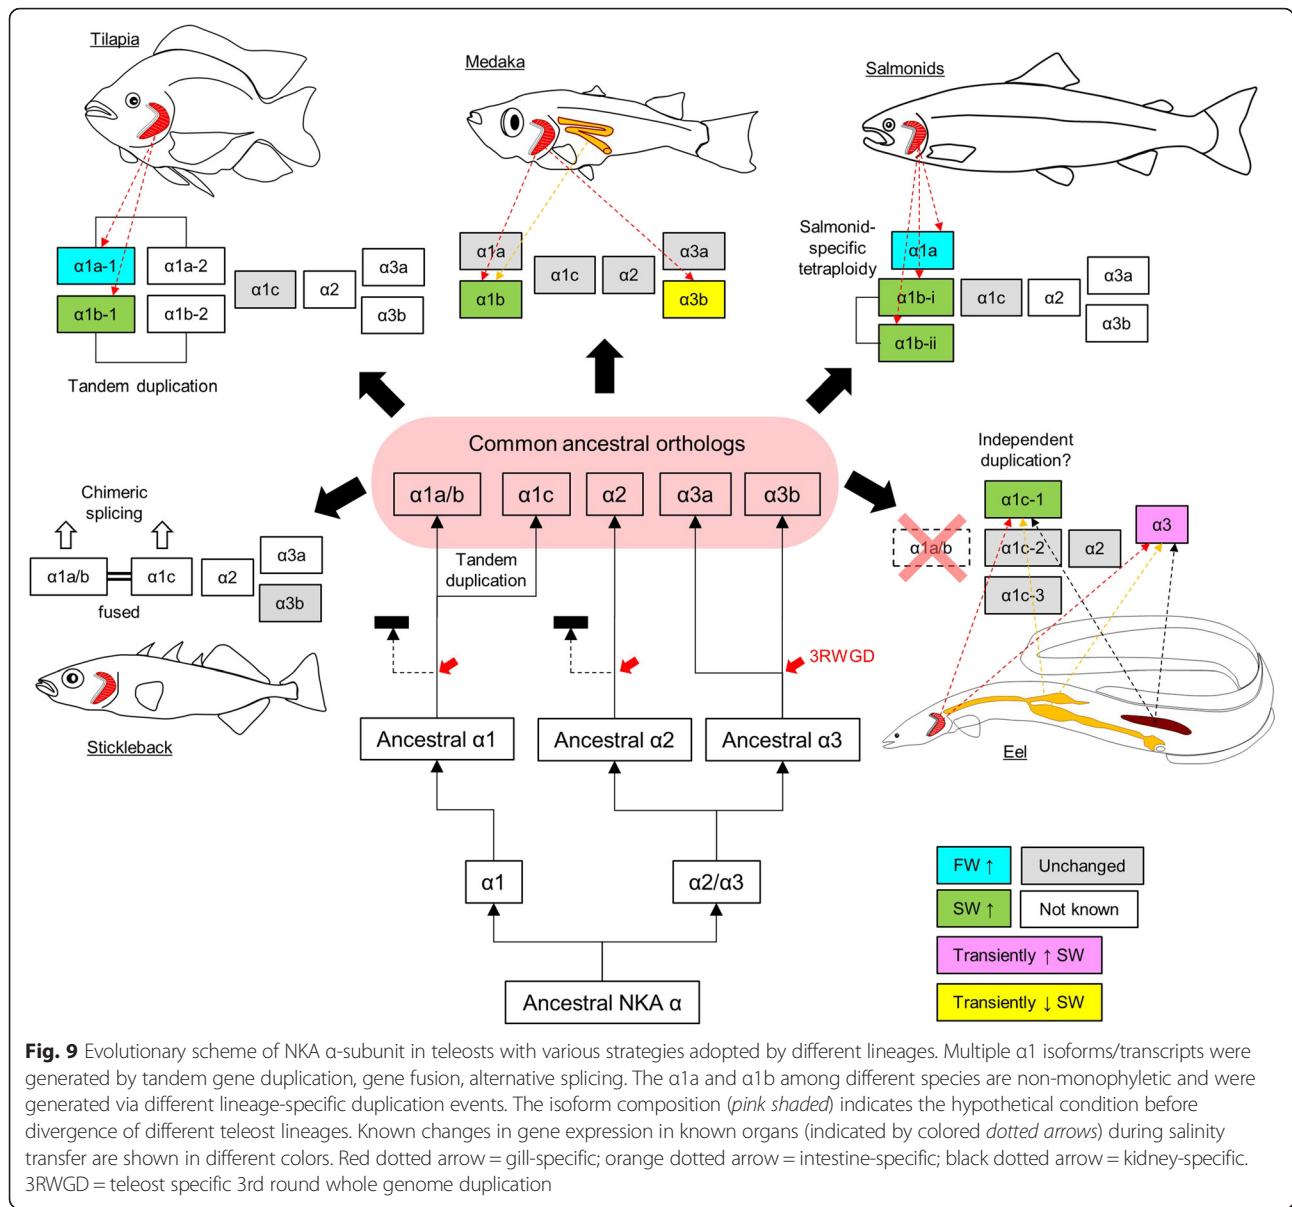 Tilapia
Medaka
Salmonids
α1a-1
α1a-2
α1b-1
α1b-2
α1c
α2
α3a
α3b
Tandem duplication
α1a
α1b
α1c
α2
α3a
α3b
Salmonid-
specific
tetraploidy
α1a
α1b-i
α1b-ii
α1c
α2
α3a
α3b
Common ancestral orthologs
α1a/b
α1c
α2
α3a
α3b
Tandem
duplication
Chimeric
splicing
α1a/b
α1c
fused
α2
α3a
α3b
Stickleback
Independent
duplication?
α1a/b
α1c-1
α1c-2
α1c-3
α2
α3
Eel
3RWGD
Ancestral α1
Ancestral α2
Ancestral α3
α1
α2/α3
Ancestral NKA α
FW ↑
Unchanged
SW ↑
Not known
Transiently ↑ SW
Transiently ↓ SW
Fig. 9 Evolutionary scheme of NKA α-subunit in teleosts with various strategies adopted by different lineages. Multiple α1 isoforms/transcripts were
generated by tandem gene duplication, gene fusion, alternative splicing. The α1a and α1b among different species are non-monophyletic and were
generated via different lineage-specific duplication events. The isoform composition (pink shaded) indicates the hypothetical condition before
divergence of different teleost lineages. Known changes in gene expression in known organs (indicated by colored dotted arrows) during salinity
transfer are shown in different colors. Red dotted arrow = gill-specific; orange dotted arrow = intestine-specific; black dotted arrow = kidney-specific.
3RWGD = teleost specific 3rd round whole genome duplication